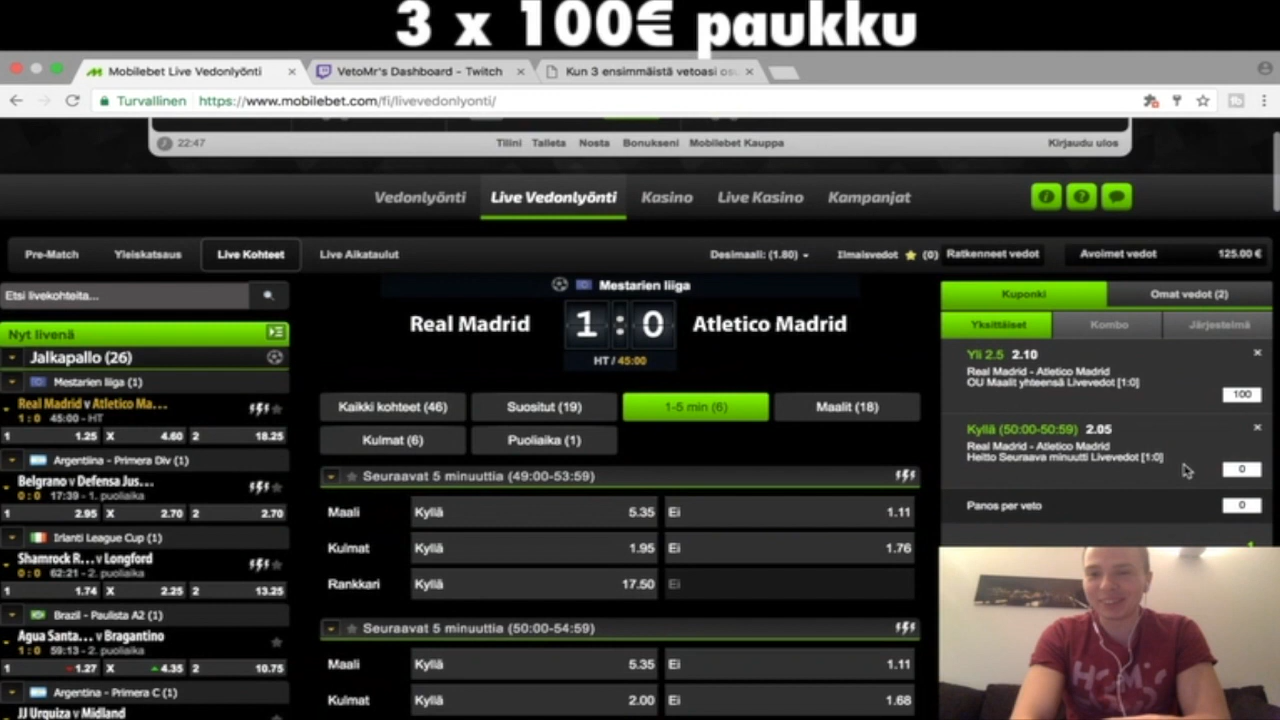 3 x 100€ paukku
Mobilebet Live Vedonlyönti
VetoMr's Dashboard - Twitch
Kun 3 ensimmäistä vetoasi
Turvallinen
https://www.mobilebet.com/fi/livevedonlyonti/
22:47
Tilini Talleta Nosta Bonukseni Mobilebet Kauppa
Kirjaudu ulos
Vedonlyönti Live Vedonlyönti Kasino Live Kasino Kampanjat
Pre-Match Yleiskatsaus Live Kohteet Live Aikataulut
Desimaali: (1.80)
Ilmaisvedot (0)
Ratkenneet vedot
Avoimet vedot 125.00 €
Etsi livekohteita...
Nyt livenä
Jalkapallo (26)
Mestarien liiga (1)
Real Madrid v Atletico Ma...
1 : 0 45:00 - HT
1 1.25 X 4.60 2 18.25
Argentiina - Primera Div (1)
Belgrano v Defensa Jus...
0 : 0 17:39 - 1. puoliaika
1 2.95 X 2.70 2 2.70
Irlanti League Cup (1)
Shamrock R... v Longford
0 : 0 62:21 - 2. puoliaika
1 1.74 X 2.25 2 13.25
Brazil - Paulista A2 (1)
Agua Santa... v Bragantino
1 : 0 59:13 - 2. puoliaika
1 1.27 X 4.35 2 10.75
Argentina - Primera C (1)
JJ Urquiza v Midland
Mestarien liiga
Real Madrid 1 : 0 Atletico Madrid
HT / 45:00
Kaikki kohteet (46)
Suositut (19)
1-5 min (6)
Maalit (18)
Kulmat (6)
Puoliaika (1)
Seuraavat 5 minuuttia (49:00-53:59)
Maali Kyllä 5.35 Ei 1.11
Kulmat Kyllä 1.95 Ei 1.76
Rankkari Kyllä 17.50 Ei
Seuraavat 5 minuuttia (50:00-54:59)
Maali Kyllä 5.35 Ei 1.11
Kulmat Kyllä 2.00 Ei 1.68
Kuponki
Omat vedot (2)
Yksittäiset Kombo Järjestelmä
Yli 2.5 2.10
Real Madrid - Atletico Madrid
OU Maalit yhteensä Livevedot [1:0]
100
Kyllä (50:00-50:59) 2.05
Real Madrid - Atletico Madrid
Heitto Seuraava minuutti Livevedot [1:0]
0
Panos per veto 0